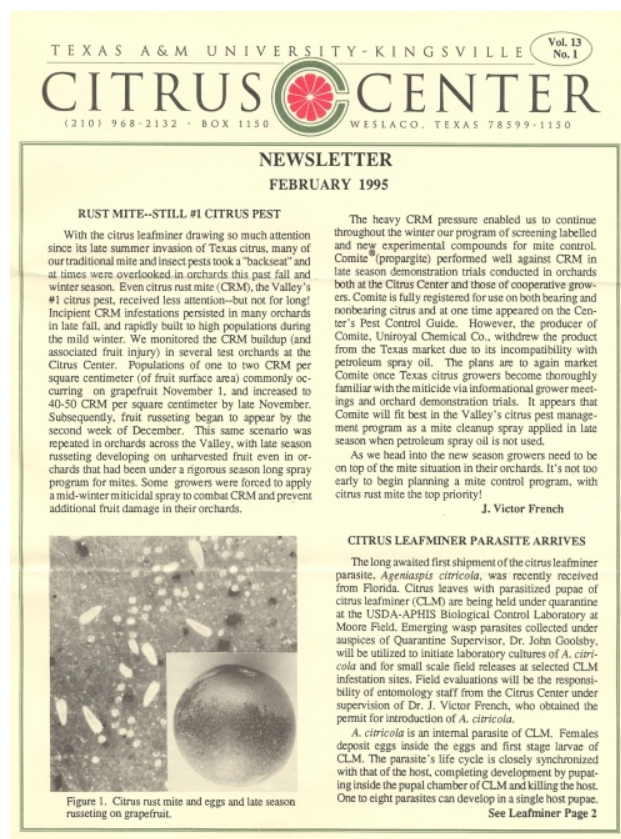 TEXAS A&M UNIVERSITY-KINGSVILLE
Vol. 13
No. 1
CITRUS CENTER
(210) 968-2132 · BOX 1150 WESLACO, TEXAS 78599-1150
NEWSLETTER
FEBRUARY 1995
RUST MITE--STILL #1 CITRUS PEST
With the citrus leafminer drawing so much attention
since its late summer invasion of Texas citrus, many of
our traditional mite and insect pests took a "backseat" and
at times were overlooked in orchards this past fall and
winter season. Even citrus rust mite (CRM), the Valley's
#1 citrus pest, received less attention--but not for long!
Incipient CRM infestations persisted in many orchards
in late fall, and rapidly built to high populations during
the mild winter. We monitored the CRM buildup (and
associated fruit injury) in several test orchards at the
Citrus Center. Populations of one to two CRM per
square centimeter (of fruit surface area) commonly oc-
curring on grapefruit November 1, and increased to
40-50 CRM per square centimeter by late November.
Subsequently, fruit russeting began to appear by the
second week of December. This same scenario was
repeated in orchards across the Valley, with late season
russeting developing on unharvested fruit even in or-
chards that had been under a rigorous season long spray
program for mites. Some growers were forced to apply
a mid-winter miticidal spray to combat CRM and prevent
additional fruit damage in their orchards.
Figure 1. Citrus rust mite and eggs and late season
russeting on grapefruit.
The heavy CRM pressure enabled us to continue
throughout the winter our program of screening labelled
and new experimental compounds for mite control.
Comite® (propargite) performed well against CRM in
late season demonstration trials conducted in orchards
both at the Citrus Center and those of cooperative grow-
ers. Comite is fully registered for use on both bearing and
nonbearing citrus and at one time appeared on the Cen-
ter's Pest Control Guide. However, the producer of
Comite, Uniroyal Chemical Co., withdrew the product
from the Texas market due to its incompatibility with
petroleum spray oil. The plans are to again market
Comite once Texas citrus growers become thoroughly
familiar with the miticide via informational grower meet-
ings and orchard demonstration trials. It appears that
Comite will fit best in the Valley's citrus pest manage-
ment program as a mite cleanup spray applied in late
season when petroleum spray oil is not used.
As we head into the new season growers need to be
on top of the mite situation in their orchards. It's not too
early to begin planning a mite control program, with
citrus rust mite the top priority!
J. Victor French
CITRUS LEAFMINER PARASITE ARRIVES
The long awaited first shipment of the citrus leafminer
parasite, Ageniaspis citricola, was recently received
from Florida. Citrus leaves with parasitized pupae of
citrus leafminer (CLM) are being held under quarantine
at the USDA-APHIS Biological Control Laboratory at
Moore Field. Emerging wasp parasites collected under
auspices of Quarantine Supervisor, Dr. John Goolsby,
will be utilized to initiate laboratory cultures of A. citri-
cola and for small scale field releases at selected CLM
infestation sites. Field evaluations will be the responsi-
bility of entomology staff from the Citrus Center under
supervision of Dr. J. Victor French, who obtained the
permit for introduction of A. citricola.
A. citricola is an internal parasite of CLM. Females
deposit eggs inside the eggs and first stage larvae of
CLM. The parasite's life cycle is closely synchronized
with that of the host, completing development by pupat-
ing inside the pupal chamber of CLM and killing the host.
One to eight parasites can develop in a single host pupae.
See Leafminer Page 2